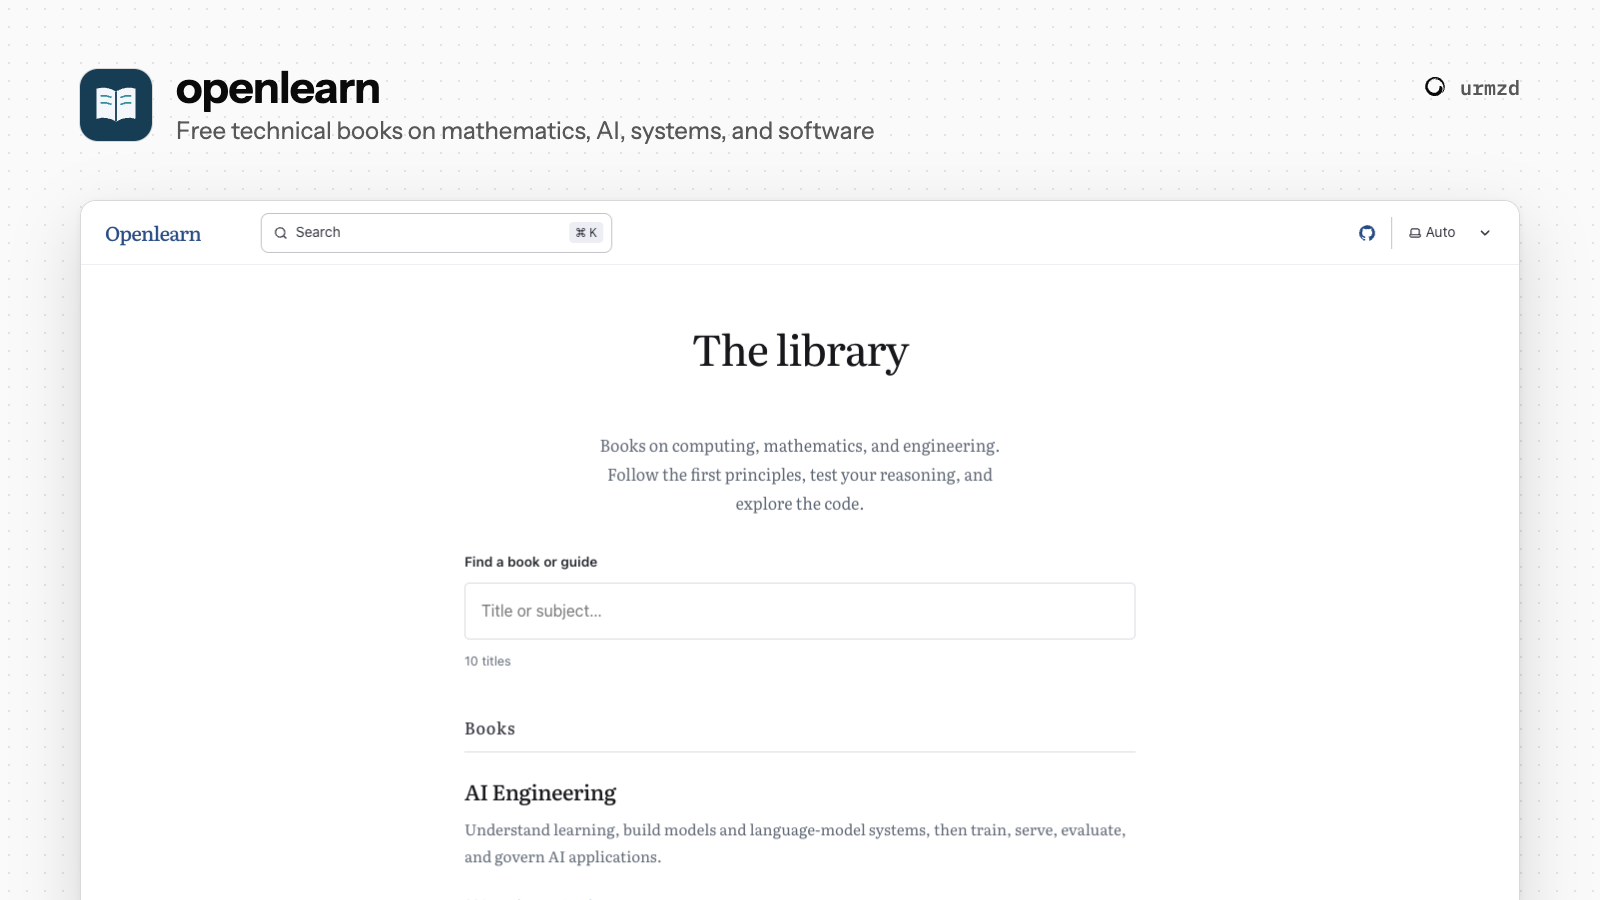 openlearn
Free technical books on mathematics, AI, systems, and software
urmzd
Openlearn
Search
⌘ K
Auto
The library
Books on computing, mathematics, and engineering.
Follow the first principles, test your reasoning, and
explore the code.
Find a book or guide
Title or subject...
10 titles
Books
AI Engineering
Understand learning, build models and language-model systems, then train, serve, evaluate,
and govern AI applications.